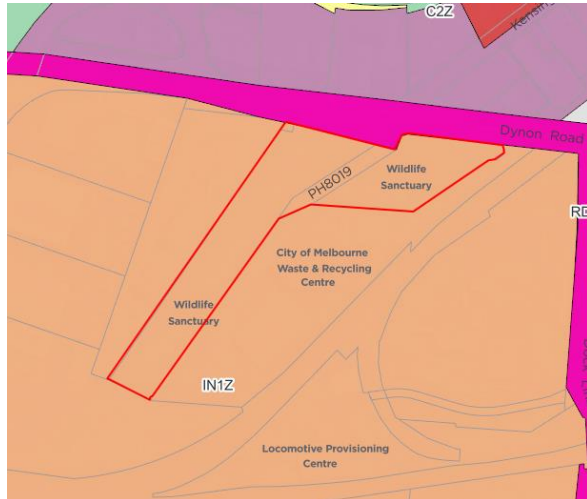 C2Z
Kensing
Dynon Road
Wildlife
Sanctuary
PH8019
RD
City of Melbourne
Waste & Recycling
Centre
Wildlife
Sanctuary
IN1Z
Locomotive Provisioning
Centre